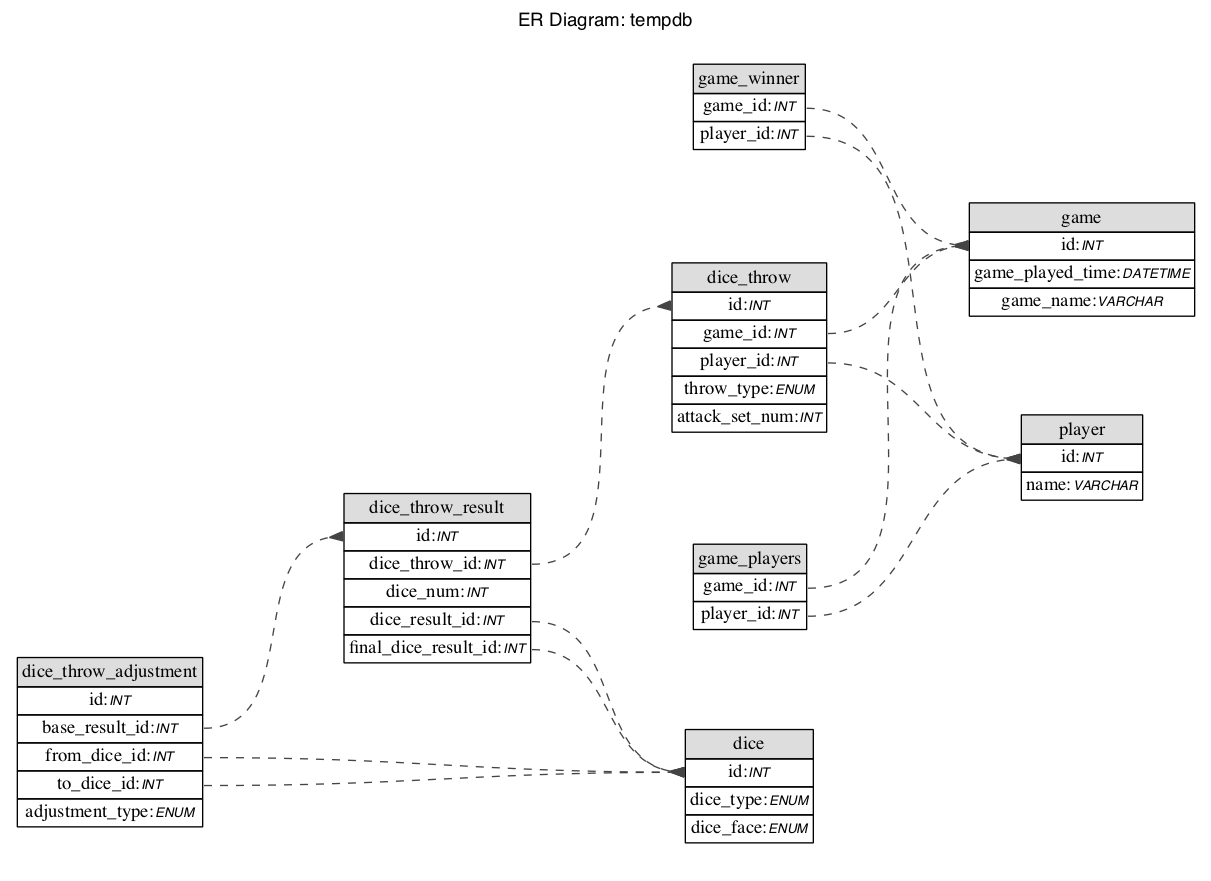 ER Diagram: tempdb
game_winner
game_id:INT
player_id:INT
game
id:INT
game_played_time:DATETIME
game_name:VARCHAR
dice_throw
id:INT
game_id:INT
player_id:INT
throw_type:ENUM
attack_set_num:INT
player
id:INT
name:VARCHAR
dice_throw_result
id:INT
dice_throw_id:INT
dice_num:INT
dice_result_id:INT
final_dice_result_id:INT
game_players
game_id:INT
player_id:INT
dice_throw_adjustment
id:INT
base_result_id:INT
from_dice_id:INT
to_dice_id:INT
adjustment_type:ENUM
dice
id:INT
dice_type:ENUM
dice_face:ENUM